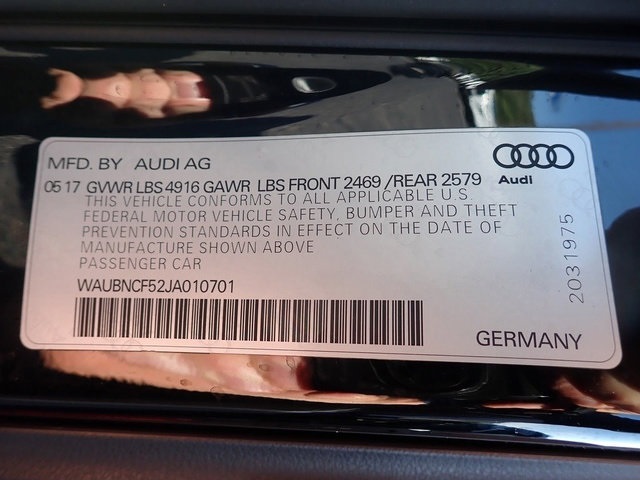 MFD. BY AUDI AG
05 17 GVWR LBS 4916 GAWR LBS FRONT 2469 /REAR 2579
THIS VEHICLE CONFORMS TO ALL APPLICABLE U.S.
FEDERAL MOTOR VEHICLE SAFETY, BUMPER AND THEFT
PREVENTION STANDARDS IN EFFECT ON THE DATE OF
MANUFACTURE SHOWN ABOVE
PASSENGER CAR
WAUBNCF52JA010701
GERMANY
Audi
2031975